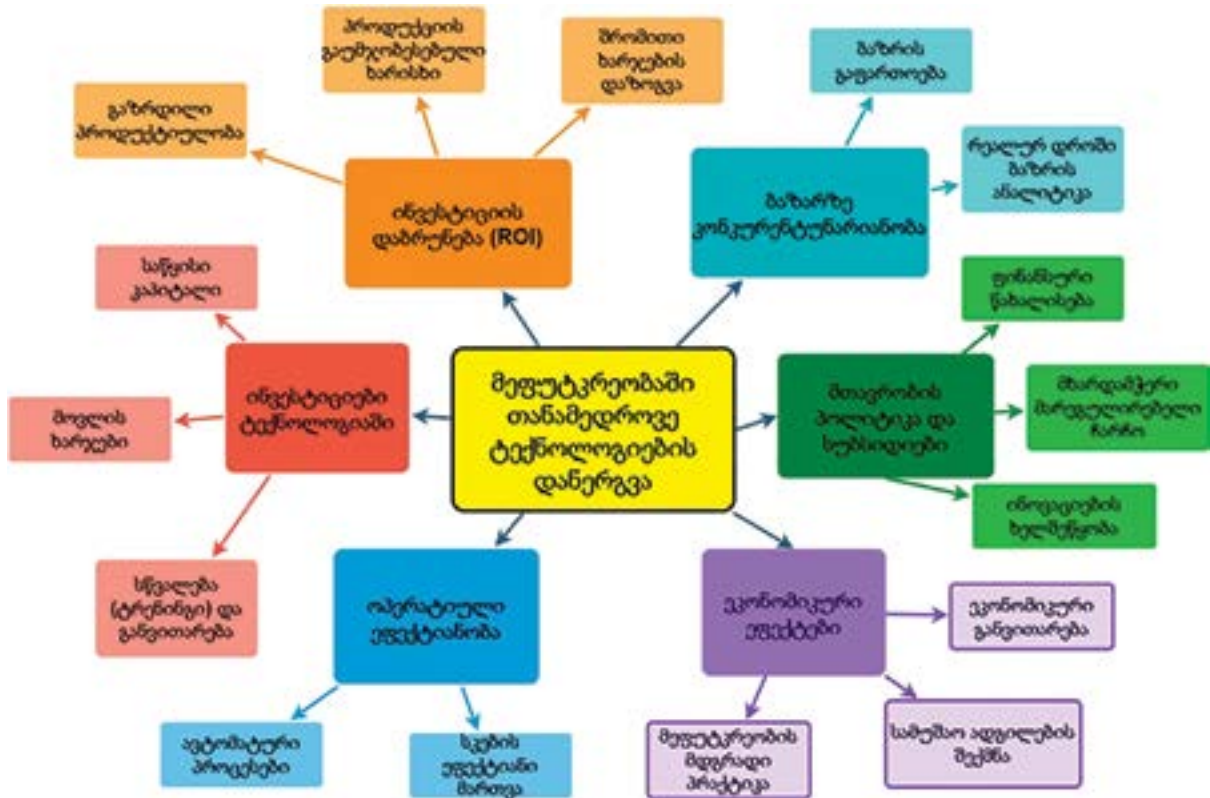 პროდუქციის
გაუმჯობესებული
ხარისხი
შრომითი
ხარჯების
დაზოგვა
ბაზრის
გაფართოება
გაზრდილი
პროდუქტიულობა
რეალურ დროში
ბაზრის
ანალიტიკა
ინვესტიციის
დაბრუნება (ROI)
ბაზარზე
კონკურენტუნარიანობა
საწყისი
კაპიტალი
ფინანსური
წახალისება
ინვესტიციები
ტექნოლოგიაში
მეფუტკრეობაში
თანამედროვე
ტექნოლოგიების
დანერგვა
მთავრობის
პოლიტიკა და
სუბსიდიები
მხარდამჭერი
მარეგულირებელი
ჩარჩო
მოვლის
ხარჯები
ინოვაციების
ხელშეწყობა
სწვალება
(ტრენინგი) და
განვითარება
ოპერატიული
ეფექტიანობა
ეკონომიკური
ეფექტები
ეკონომიკური
განვითარება
ავტომატური
პროცესები
სკების
ეფექტიანი
მართვა
მეფუტკრეობის
მდგრადი
პრაქტიკა
სამუშაო ადგილების
შექმნა